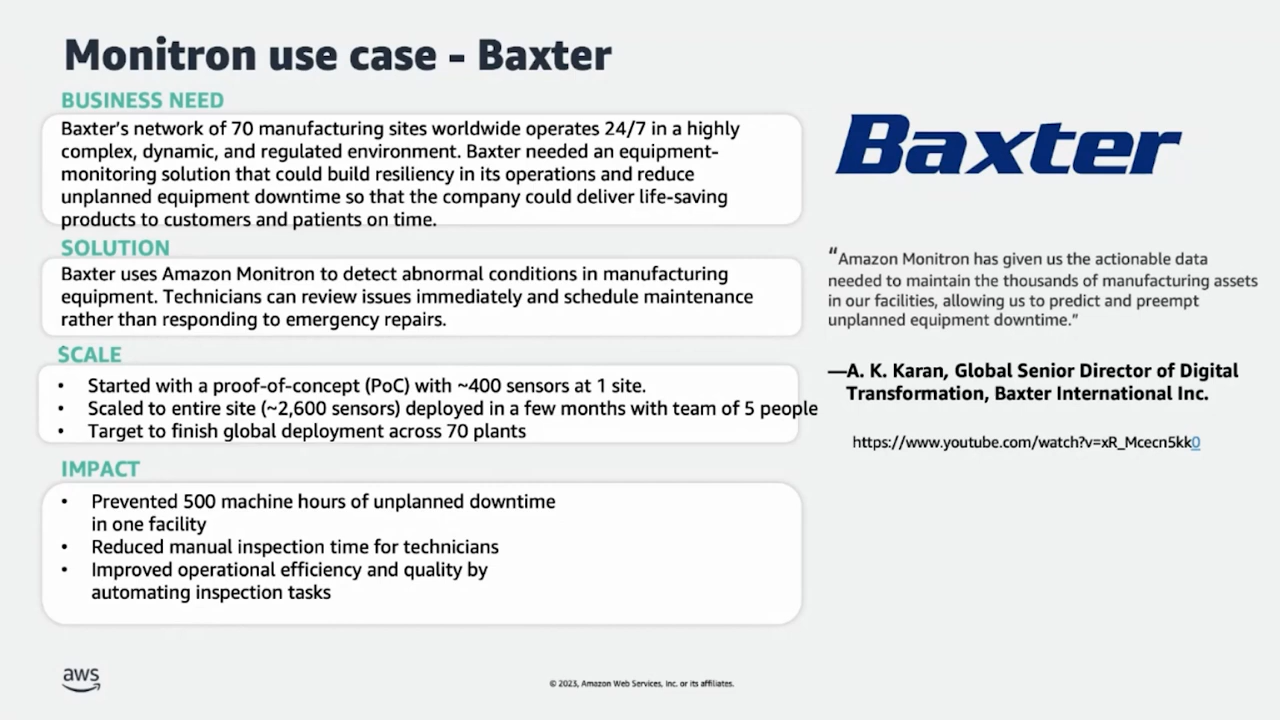 Monitron use case - Baxter
BUSINESS NEED
Baxter's network of 70 manufacturing sites worldwide operates 24/7 in a highly
complex, dynamic, and regulated environment. Baxter needed an equipment-
monitoring solution that could build resiliency in its operations and reduce
unplanned equipment downtime so that the company could deliver life-saving
products to customers and patients on time.
SOLUTION
Baxter uses Amazon Monitron to detect abnormal conditions in manufacturing
equipment. Technicians can review issues immediately and schedule maintenance
rather than responding to emergency repairs.
SCALE
• Started with a proof-of-concept (PoC) with ~400 sensors at 1 site.
• Scaled to entire site (~2,600 sensors) deployed in a few months with team of 5 people
• Target to finish global deployment across 70 plants
IMPACT
• Prevented 500 machine hours of unplanned downtime
in one facility
• Reduced manual inspection time for technicians
• Improved operational efficiency and quality by
automating inspection tasks
Baxter
“Amazon Monitron has given us the actionable data
needed to maintain the thousands of manufacturing assets
in our facilities, allowing us to predict and preempt
unplanned equipment downtime.”
—A. K. Karan, Global Senior Director of Digital
Transformation, Baxter International Inc.
https://www.youtube.com/watch?v=xR_Mcecn5kk0
aws
© 2023, Amazon Web Services, Inc. or its affiliates.